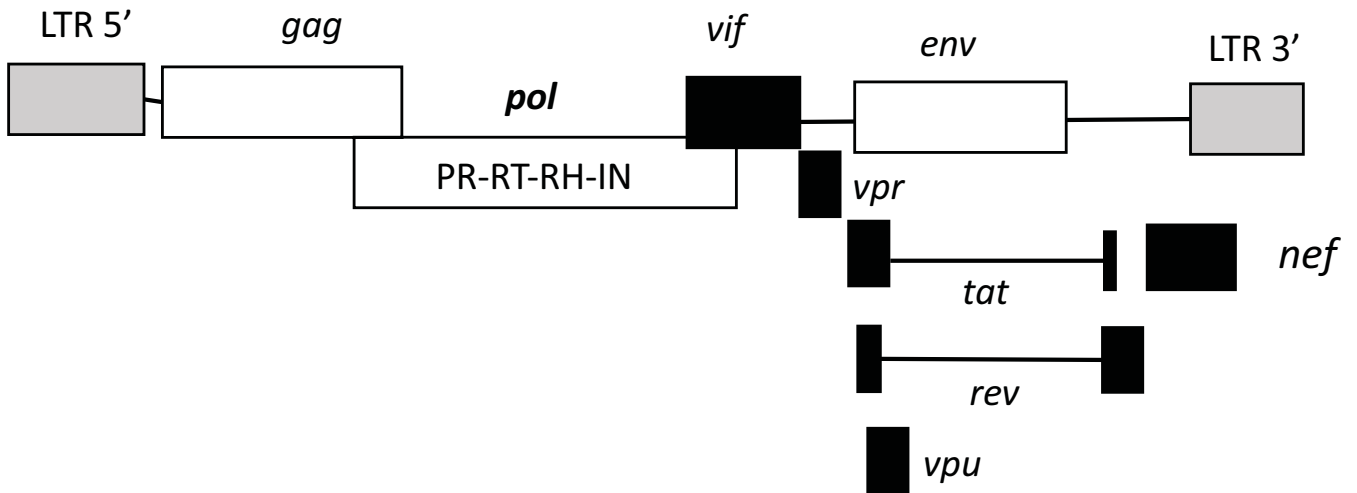 LTR 5’
gag
vif
env
LTR 3’
pol
PR-RT-RH-IN
vpr
nef
tat
rev
vpu